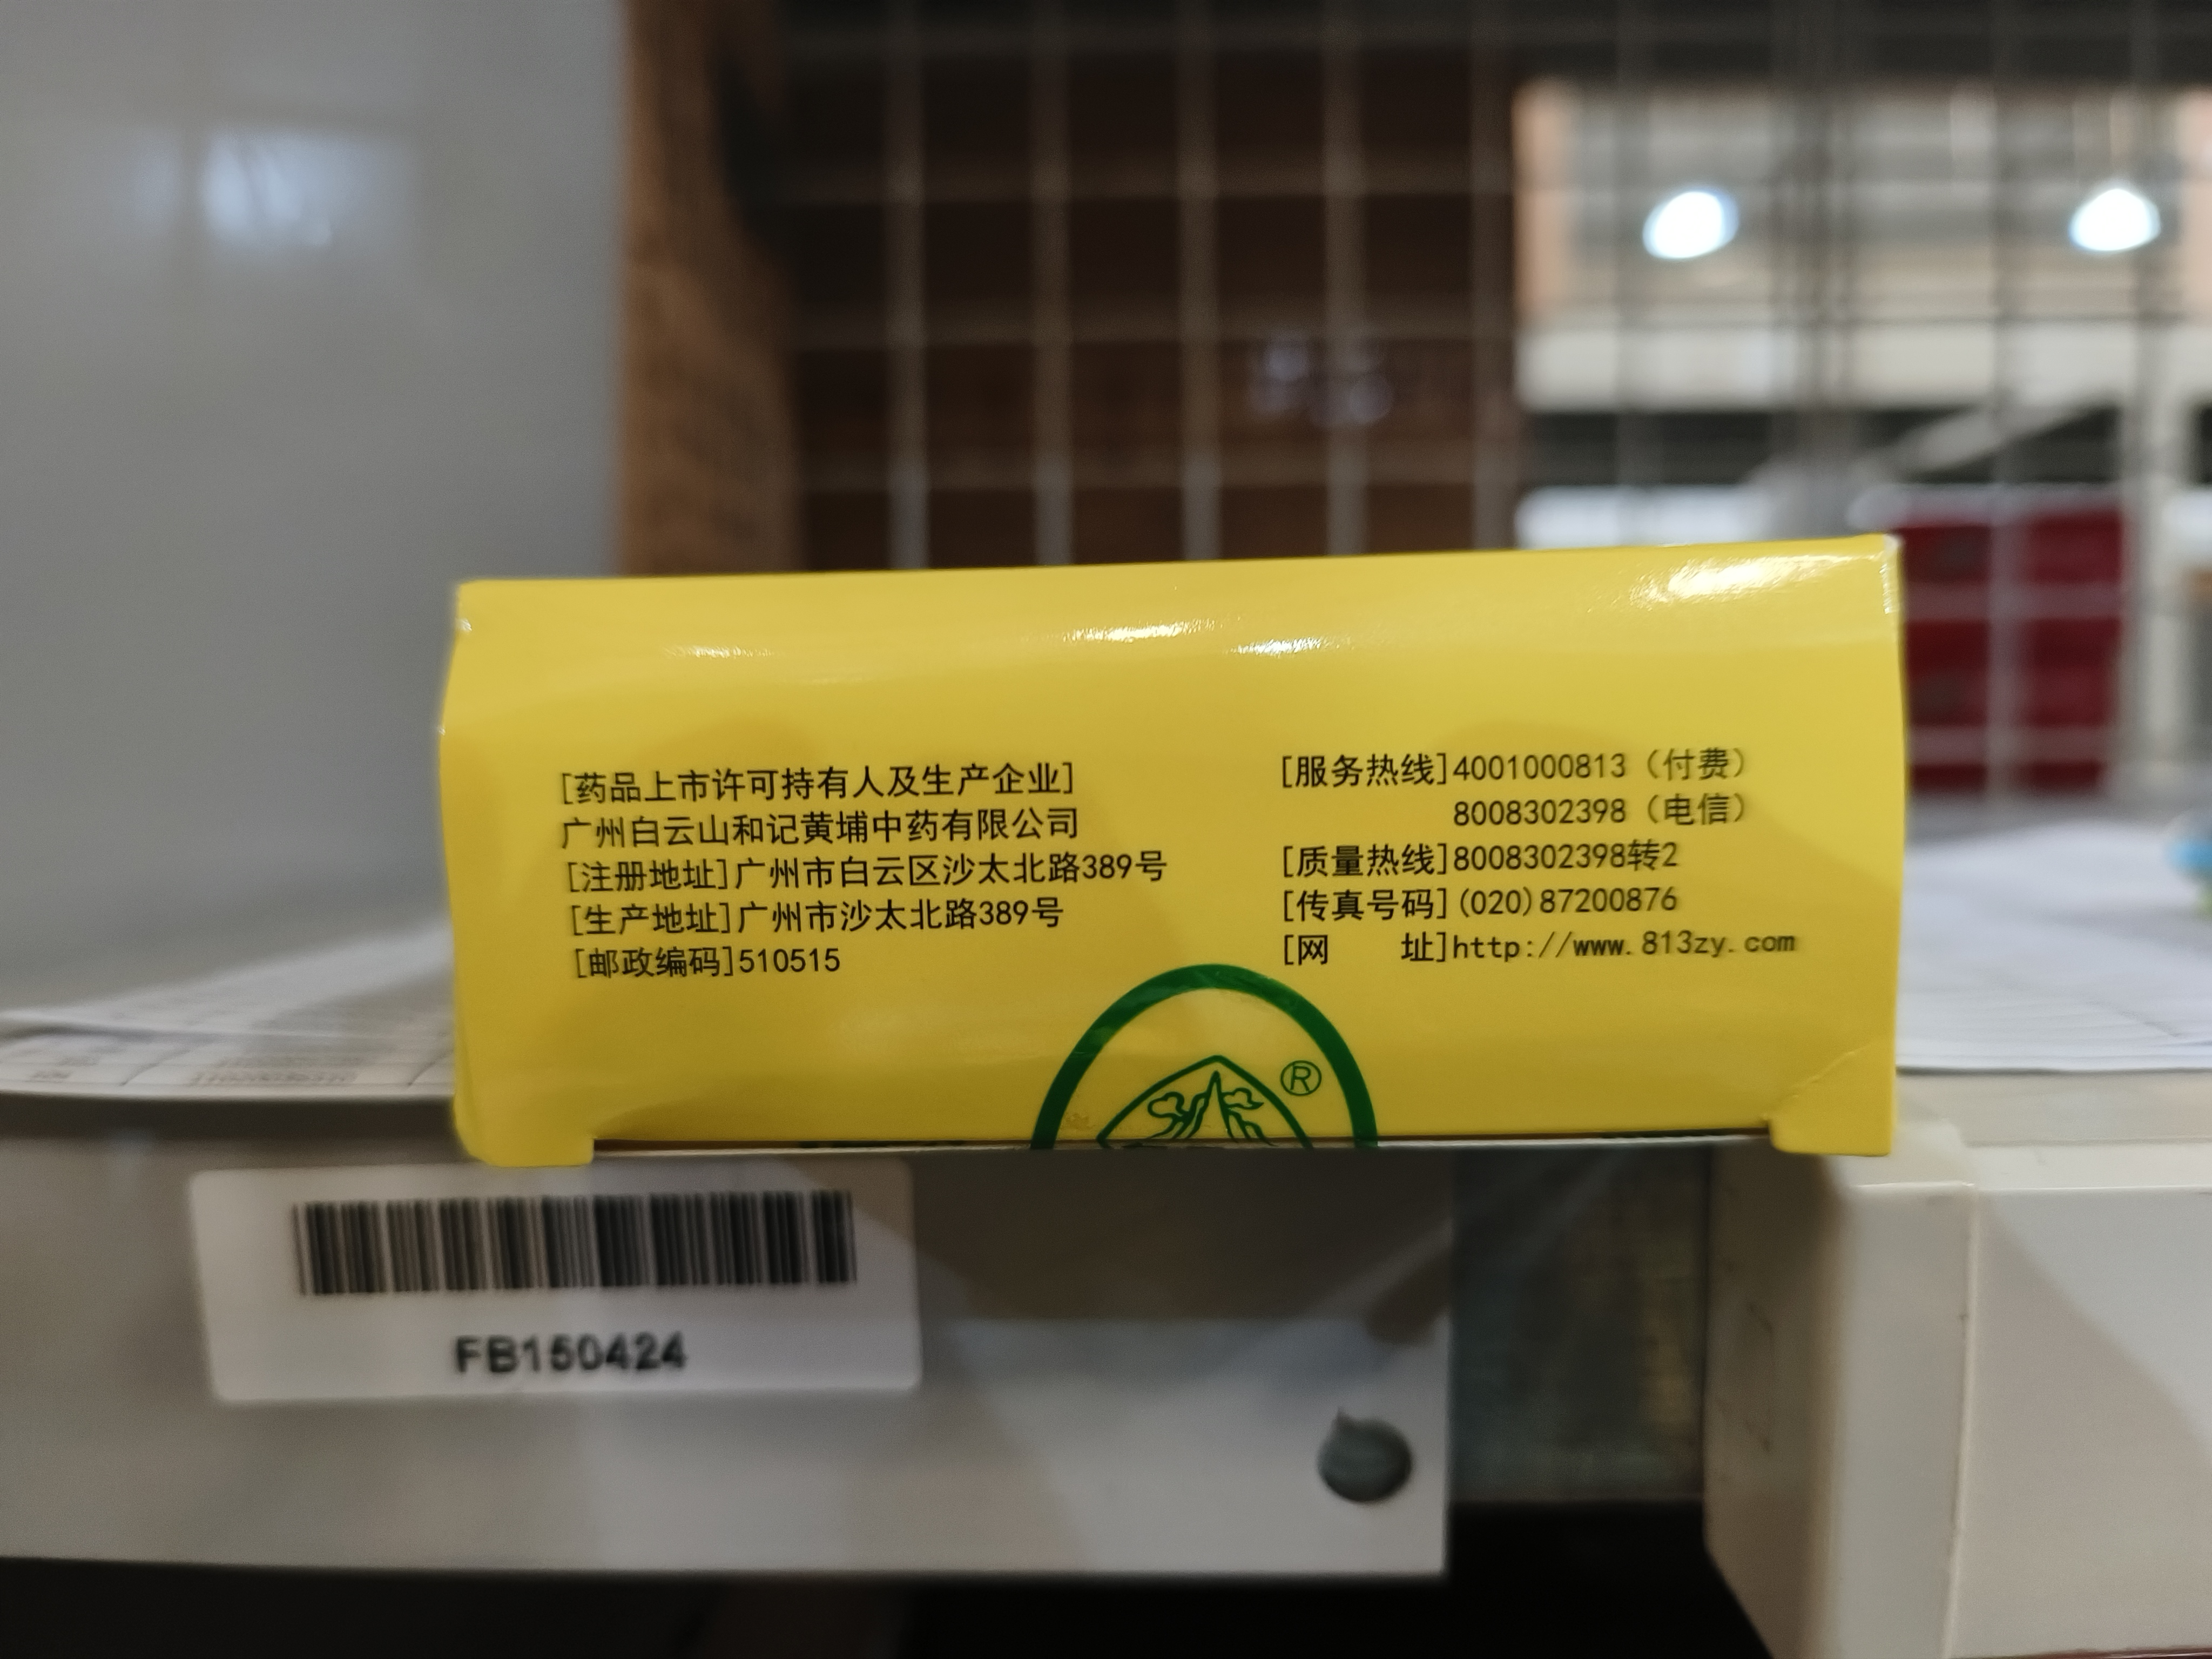 [药品上市许可持有人及生产企业]
广州白云山和记黄埔中药有限公司
[注册地址]广州市白云区沙太北路389号
[生产地址]广州市沙太北路389号
[邮政编码]510515
[服务热线]4001000813（付费）
8008302398（电信）
[质量热线]8008302398转2
[传真号码](020)87200876
[网 址]http://www.813zy.com
®
FB150424